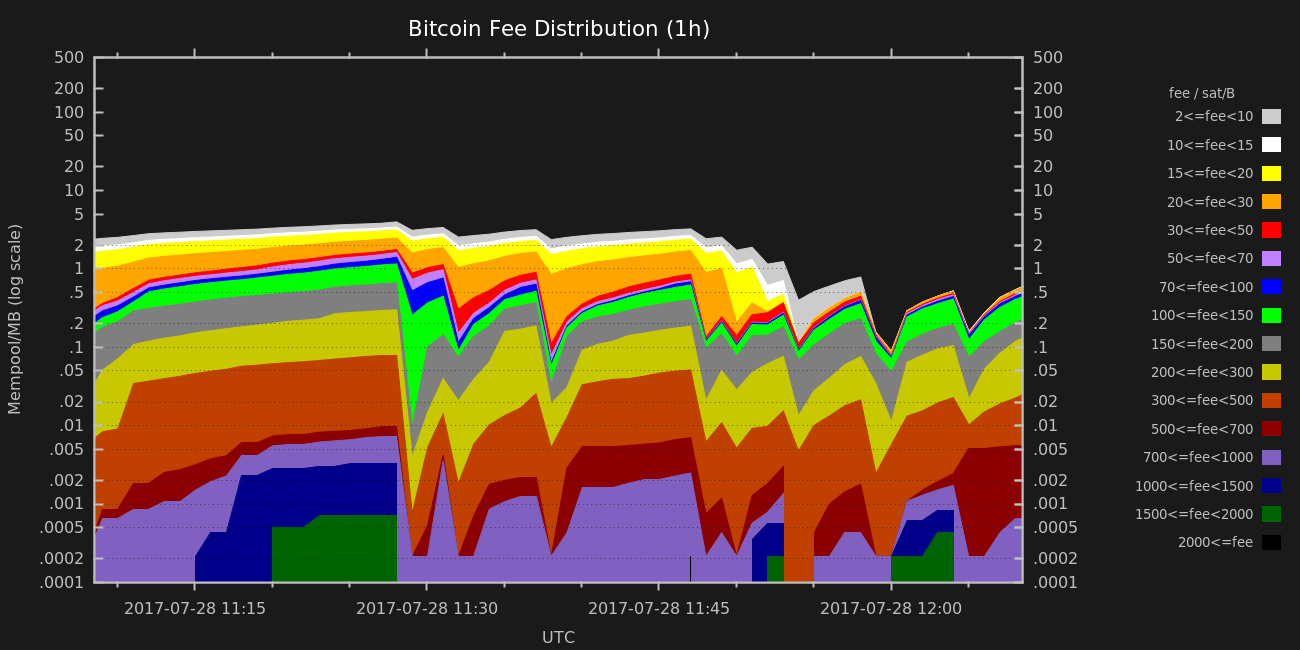 Bitcoin Fee Distribution (1h)
Mempool/MB (log scale)
500
200
100
50
20
10
5
2
1
.5
.2
.1
.05
.02
.01
.005
.002
.001
.0005
.0002
.0001
500
200
100
50
20
10
5
2
1
.5
.2
.1
.05
.02
.01
.005
.002
.001
.0005
.0002
.0001
2017-07-28 11:15
2017-07-28 11:30
2017-07-28 11:45
2017-07-28 12:00
UTC
fee / sat/B
2<=fee<10
10<=fee<15
15<=fee<20
20<=fee<30
30<=fee<50
50<=fee<70
70<=fee<100
100<=fee<150
150<=fee<200
200<=fee<300
300<=fee<500
500<=fee<700
700<=fee<1000
1000<=fee<1500
1500<=fee<2000
2000<=fee